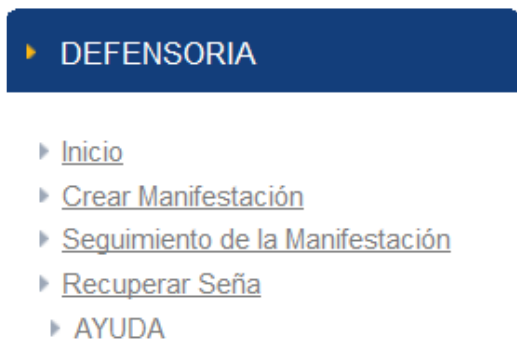 DEFENSORIA
Inicio
Crear Manifestación
Seguimiento de la Manifestación
Recuperar Seña
AYUDA